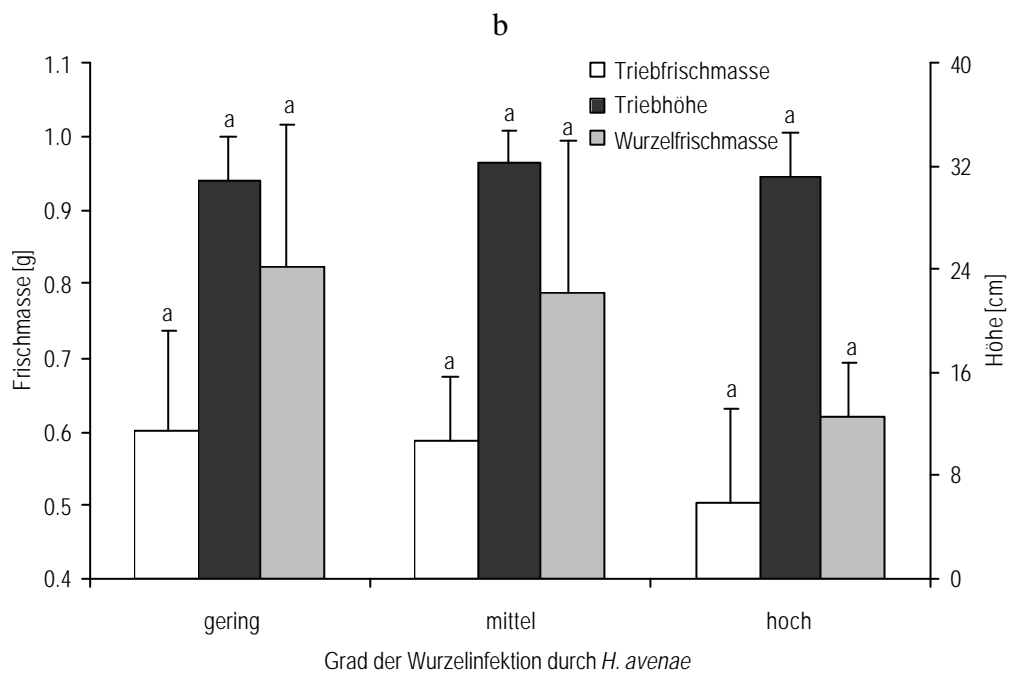 b
Triebfrischmasse
Triebhöhe
Wurzelfrischmasse
Frischmasse [g]
1.1
1.0
0.9
0.8
0.7
0.6
0.5
0.4
a
a
a
a
a
a
a
a
a
40
32
24
16
8
0
Höhe [cm]
gering mittel hoch
Grad der Wurzelinfektion durch H. avenae